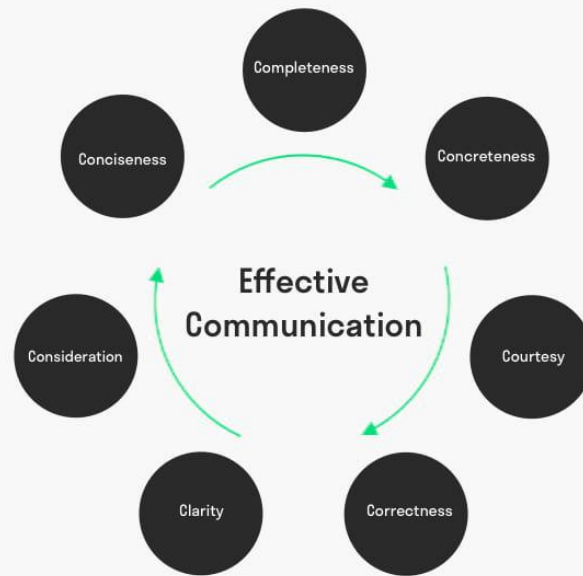 Completeness
Conciseness
Concreteness
Effective
Communication
Consideration
Courtesy
Clarity
Correctness